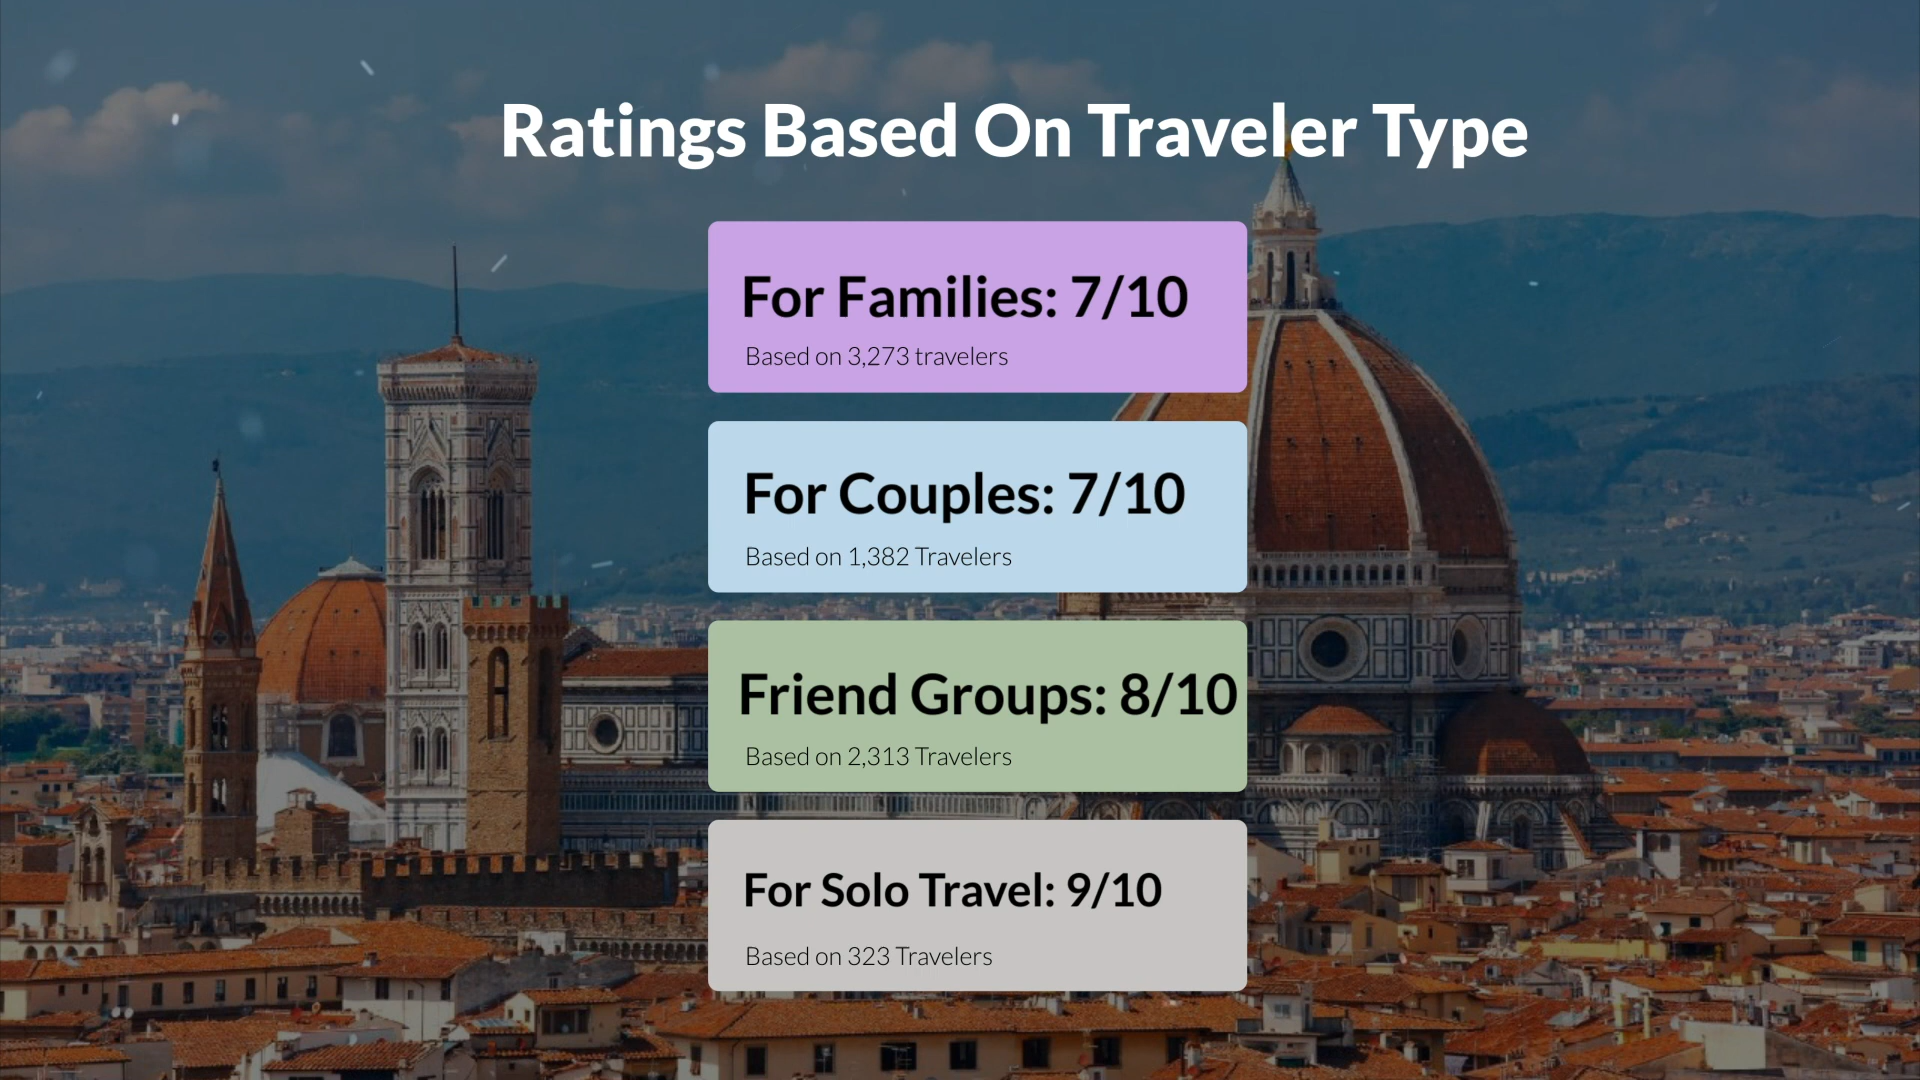 Ratings Based On Traveler Type
For Families: 7/10
Based on 3,273 travelers
For Couples: 7/10
Based on 1,382 Travelers
Friend Groups: 8/10
Based on 2,313 Travelers
For Solo Travel: 9/10
Based on 323 Travelers